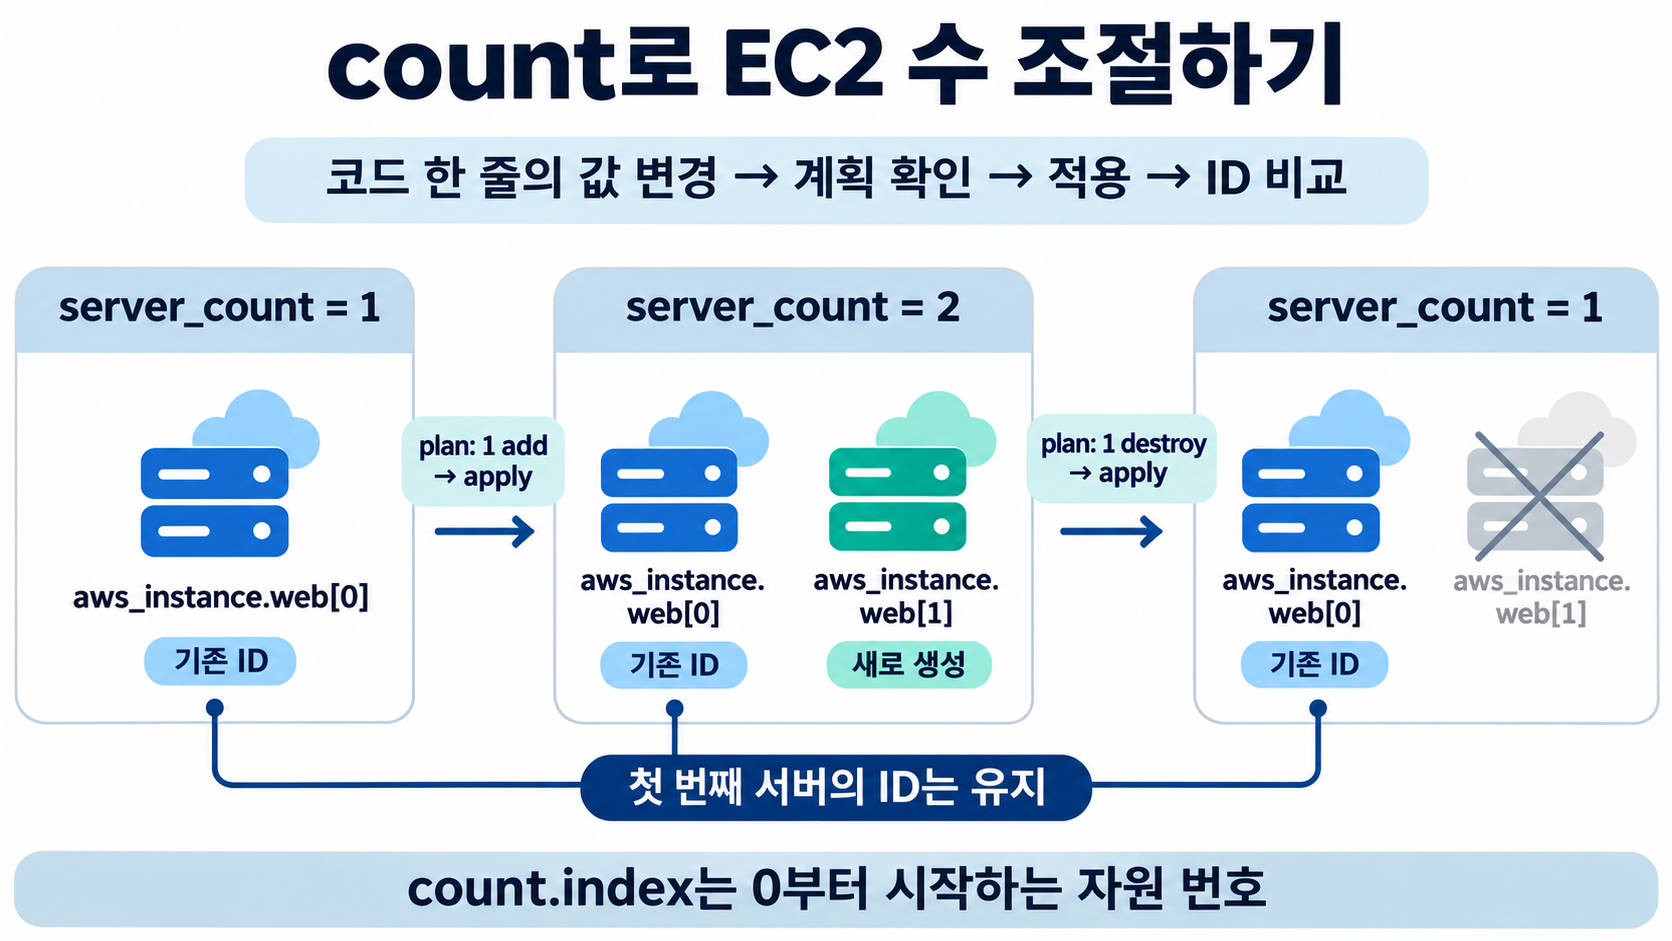 count로 EC2 수 조절하기
코드 한 줄의 값 변경 → 계획 확인 → 적용 → ID 비교
server_count = 1
aws_instance.web[0]
기존 ID
plan: 1 add
→ apply
server_count = 2
aws_instance.
web[0]
기존 ID
aws_instance.
web[1]
새로 생성
plan: 1 destroy
→ apply
server_count = 1
aws_instance.
web[0]
기존 ID
aws_instance.
web[1]
첫 번째 서버의 ID는 유지
count.index는 0부터 시작하는 자원 번호